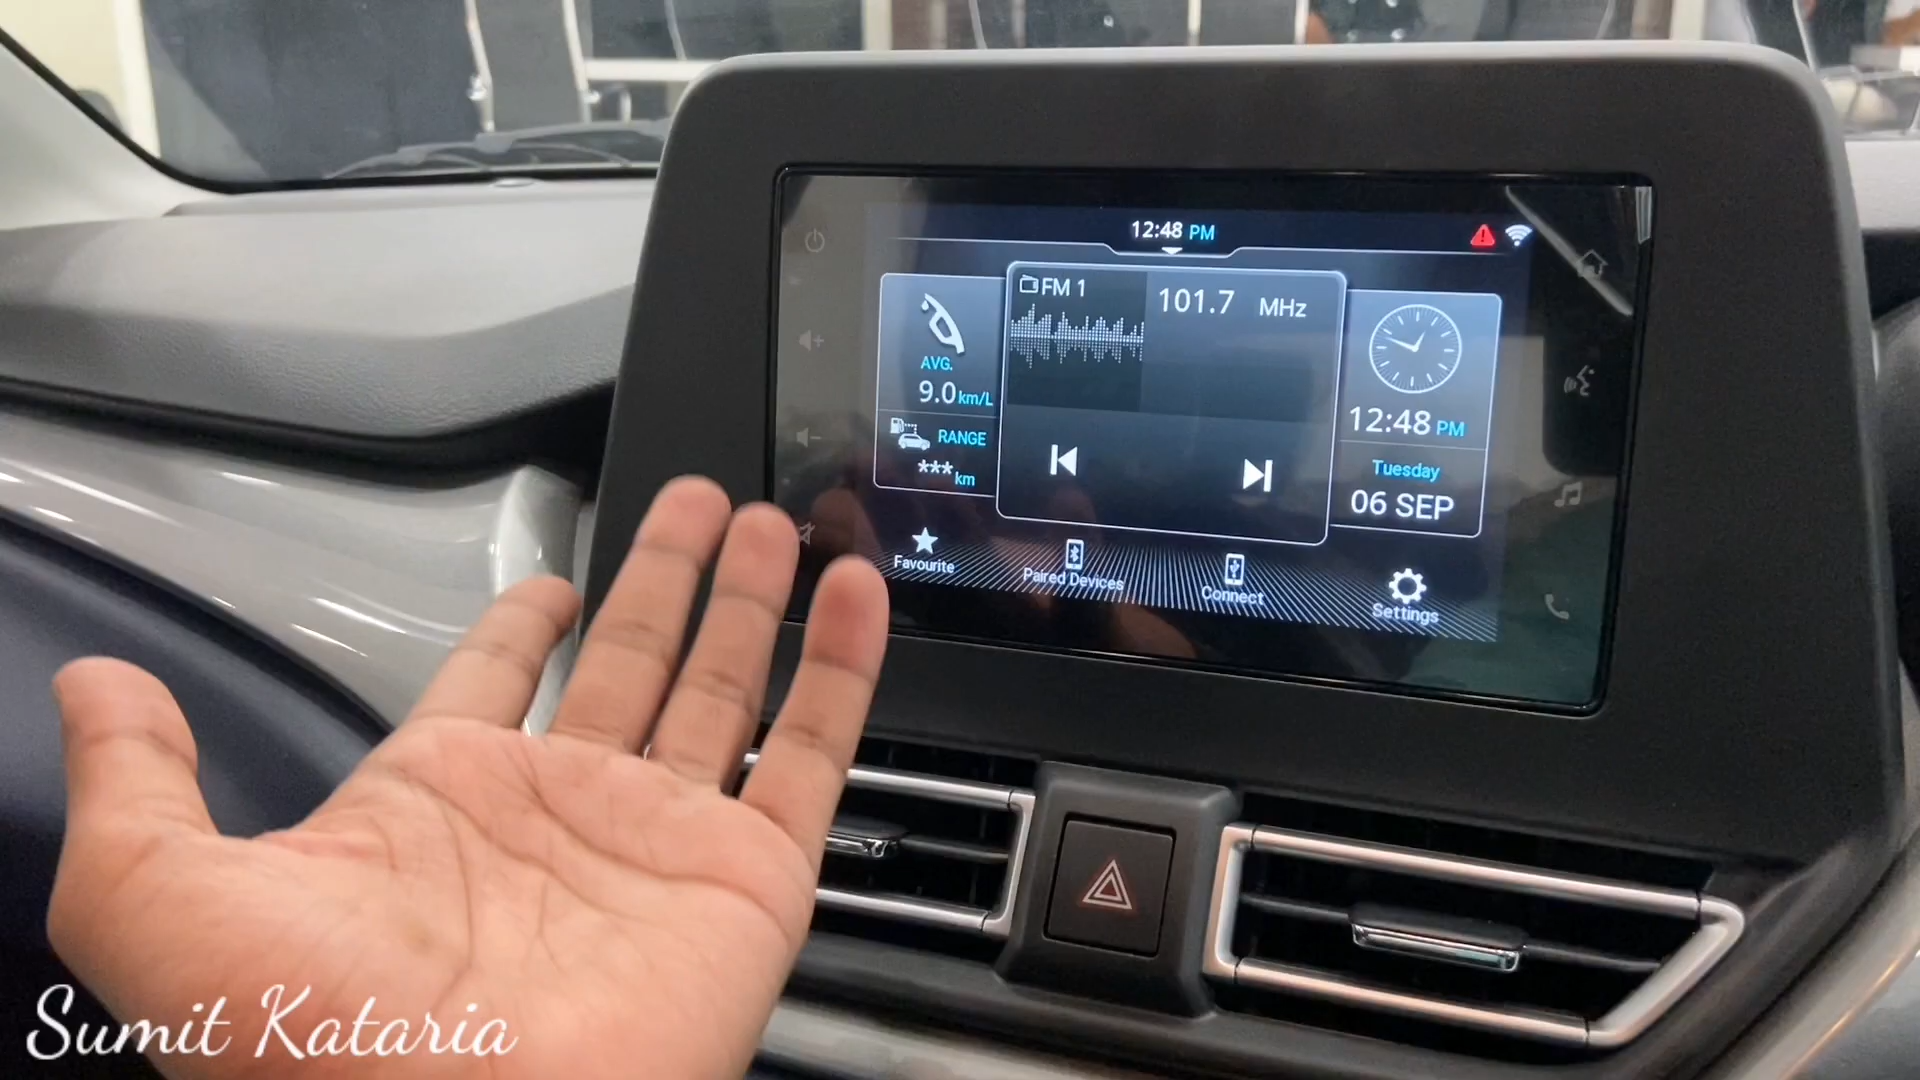 12:48 PM
FM 1
101.7 MHz
AVG.
9.0 km/L
RANGE
*** km
12:48 PM
Tuesday
06 SEP
Favourite
Paired Devices
Connect
Settings
Sumit Kataria